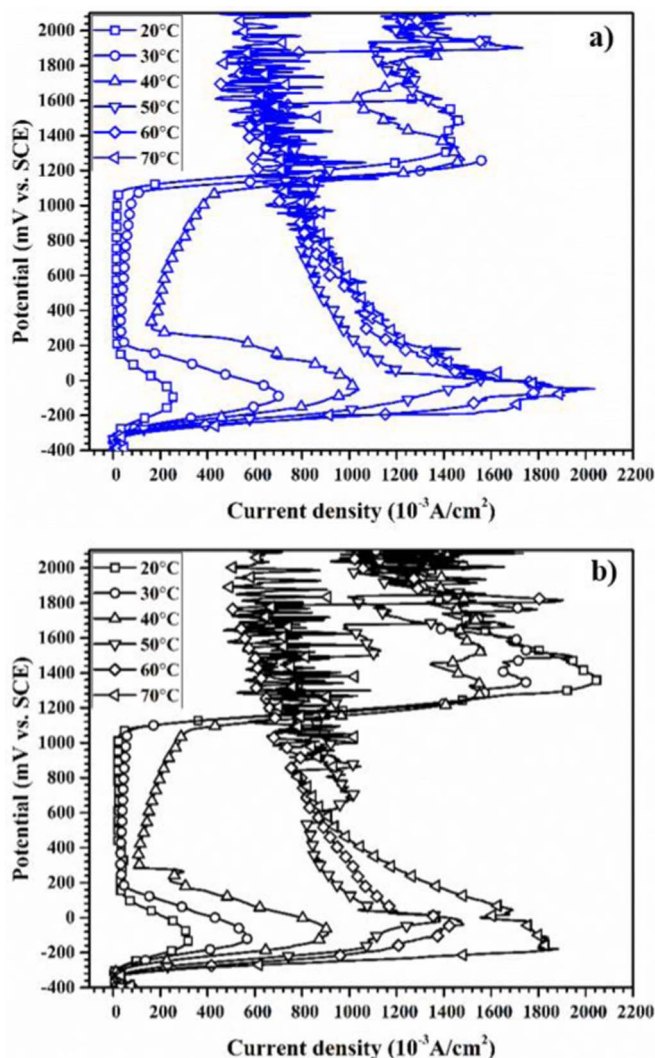 a)
20°C
30°C
40°C
50°C
60°C
70°C
Potential (mV vs. SCE)
2000
1800
1600
1400
1200
1000
800
600
400
200
0
-200
-400
0 200 400 600 800 1000 1200 1400 1600 1800 2000 2200
Current density (10⁻³A/cm²)
b)
20°C
30°C
40°C
50°C
60°C
70°C
Potential (mV vs. SCE)
2000
1800
1600
1400
1200
1000
800
600
400
200
0
-200
-400
0 200 400 600 800 1000 1200 1400 1600 1800 2000 2200
Current density (10⁻³A/cm²)